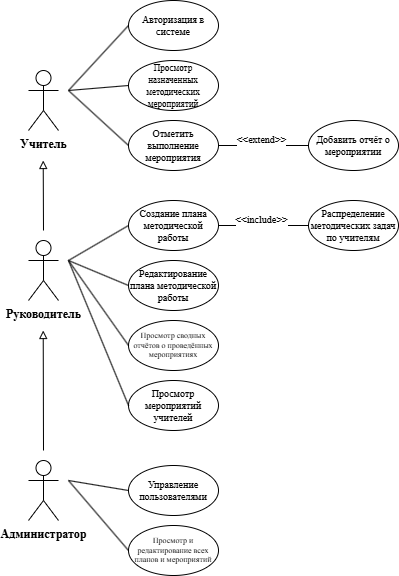 Авторизация в
системе
Просмотр
назначенных
методических
мероприятий
Учитель
Отметить
выполнение
мероприятия
<<extend>>
Добавить отчёт о
мероприятии
Создание плана
методической
работы
<<include>>
Распределение
методических задач
по учителям
Руководитель
Редактирование
плана методической
работы
Просмотр сводных
отчётов о проведённых
мероприятиях
Просмотр
мероприятий
учителей
Администратор
Управление
пользователями
Просмотр и
редактирование всех
планов и мероприятий